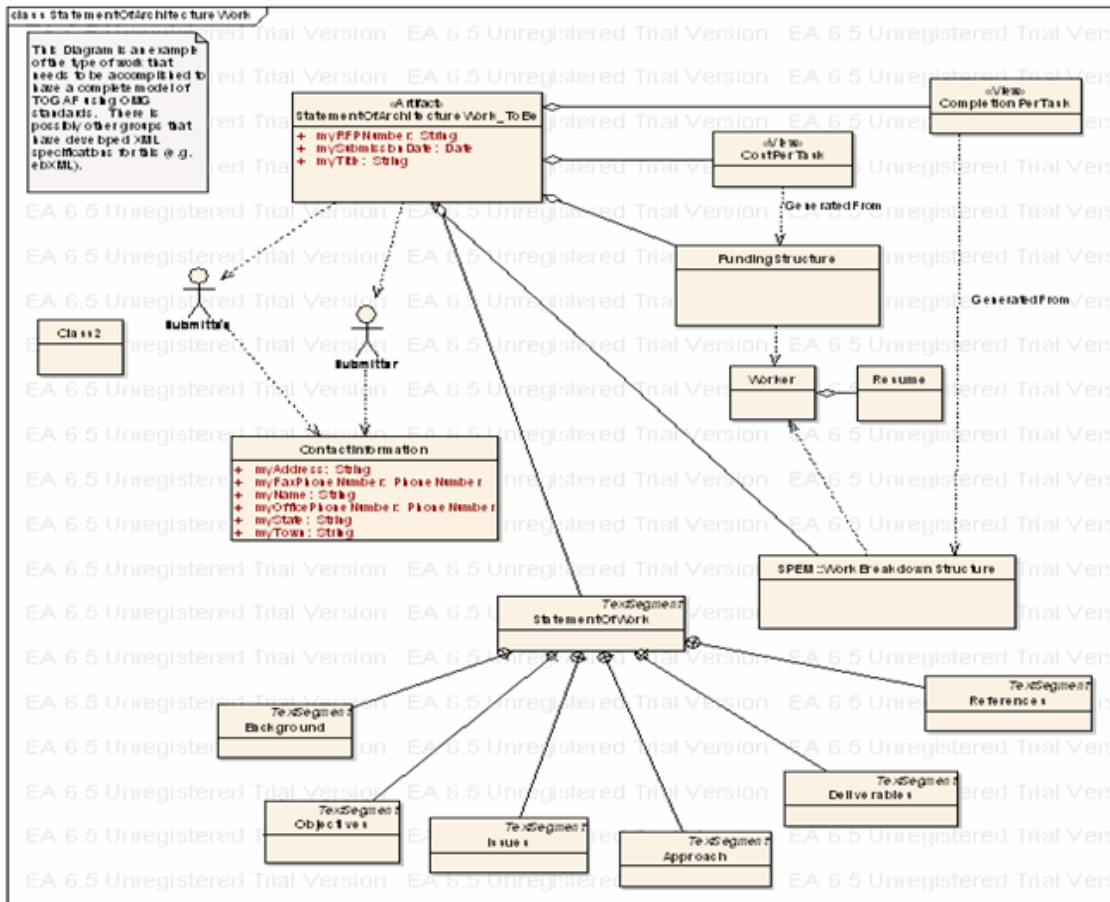 class StatementOfArchitectureWork
This Diagram is an example
of the type of work that
needs to be accomplished to
have a complete model of
TOGAF using OMG
standards. There is
possibly other groups that
have developed XML
specifications for this (e.g.
ebXML).
«Artifact»
StatementOfArchitectureWork_ToBe
+ myRFPNumber: String
+ mySubmissionDate: Date
+ myTitle: String
«View»
CompletionPerTask
«View»
CostPerTask
Generated From
FundingStructure
Generated From
Class2
Submitter
Worker
Resume
ContactInformation
+ myAddress: String
+ myFaxPhoneNumber: PhoneNumber
+ myName: String
+ myOfficePhoneNumber: PhoneNumber
+ myState: String
+ myTown: String
SPEM::WorkBreakdownStructure
TextSegment
StatementOfWork
TextSegment
References
TextSegment
Background
TextSegment
Deliverables
TextSegment
Objectives
TextSegment
Issues
TextSegment
Approach
EA 6.5 Unregistered Trial Version